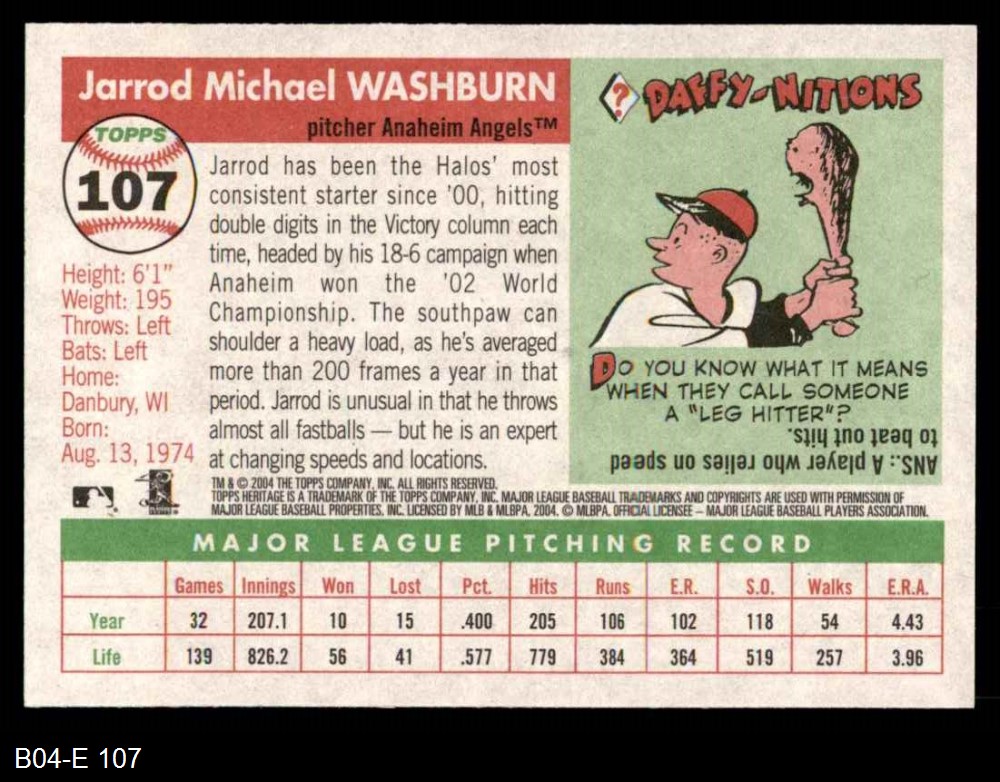 Jarrod Michael WASHBURN
pitcher Anaheim Angels™
TOPPS
107
Height: 6'1"
Weight: 195
Throws: Left
Bats: Left
Home:
Danbury, WI
Born:
Aug. 13, 1974
Jarrod has been the Halos' most
consistent starter since '00, hitting
double digits in the Victory column each
time, headed by his 18-6 campaign when
Anaheim won the '02 World
Championship. The southpaw can
shoulder a heavy load, as he's averaged
more than 200 frames a year in that
period. Jarrod is unusual in that he throws
almost all fastballs — but he is an expert
at changing speeds and locations.
?
DAFFY-NITIONS
DO YOU KNOW WHAT IT MEANS
WHEN THEY CALL SOMEONE
A "LEG HITTER"?
ANS.: A player who relies on speed
to beat out hits.
TM & © 2004 THE TOPPS COMPANY, INC. ALL RIGHTS RESERVED.
TOPPS HERITAGE IS A TRADEMARK OF THE TOPPS COMPANY, INC. MAJOR LEAGUE BASEBALL TRADEMARKS AND COPYRIGHTS ARE USED WITH PERMISSION OF
MAJOR LEAGUE BASEBALL PROPERTIES, INC. LICENSED BY MLB & MLBPA, 2004. © MLBPA. OFFICIAL LICENSEE – MAJOR LEAGUE BASEBALL PLAYERS ASSOCIATION.
MAJOR LEAGUE PITCHING RECORD
Games Innings Won Lost Pct. Hits Runs E.R. S.O. Walks E.R.A.
Year 32 207.1 10 15 .400 205 106 102 118 54 4.43
Life 139 826.2 56 41 .577 779 384 364 519 257 3.96
B04-E 107